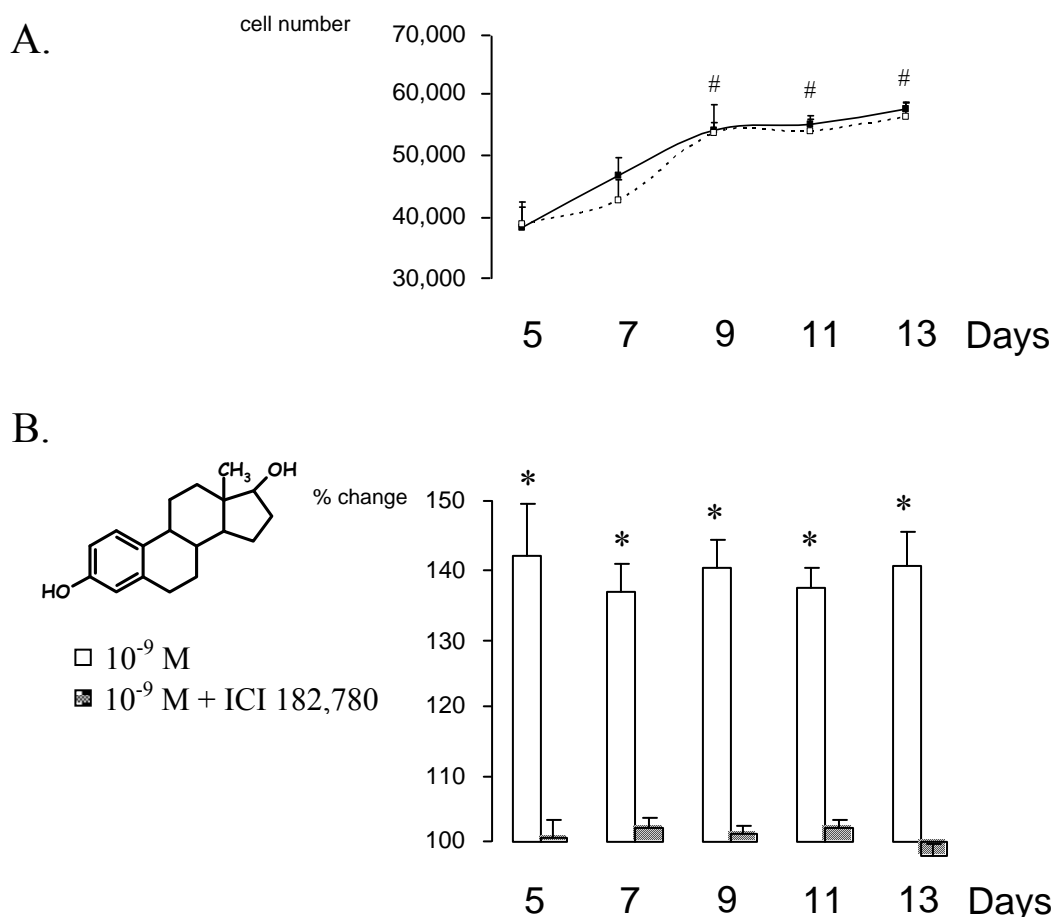 A.
cell number
70,000
60,000
50,000
40,000
30,000
# # #
5 7 9 11 13 Days
B.
CH3 OH
HO
% change
□ 10⁻⁹ M
10⁻⁹ M + ICI 182,780
150
140
130
120
110
100
* * * * *
5 7 9 11 13 Days